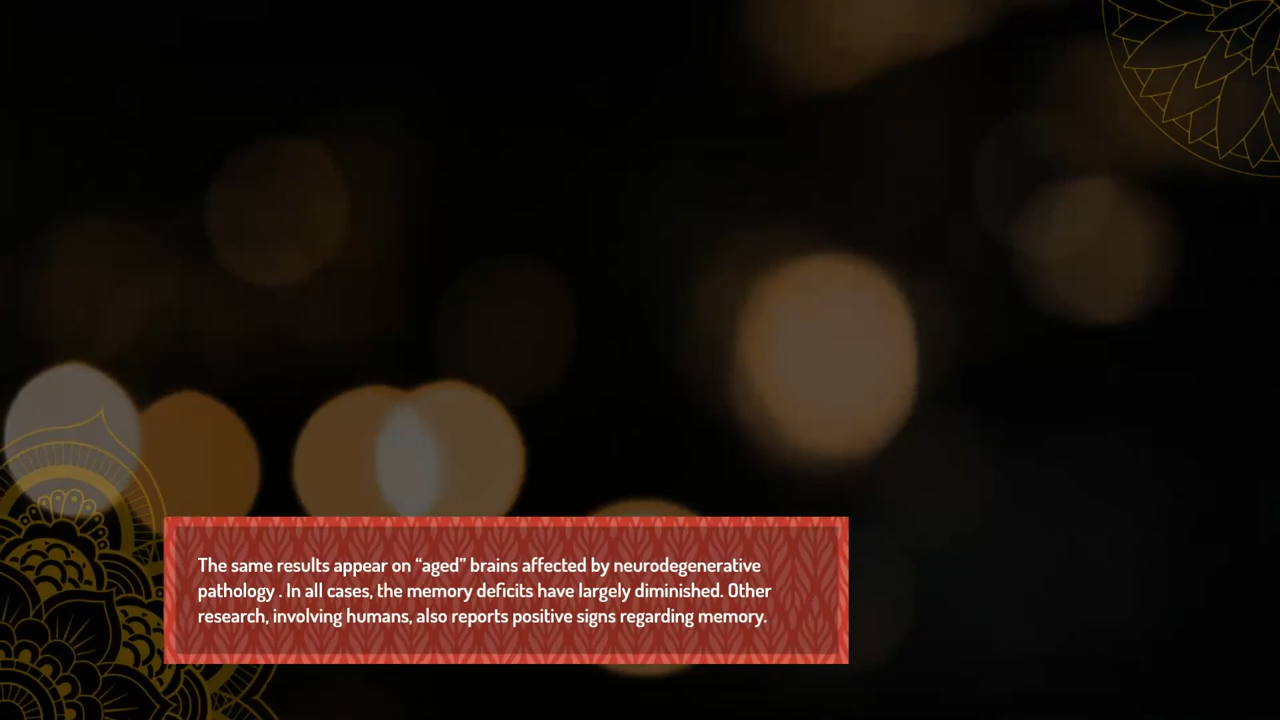 The same results appear on “aged” brains affected by neurodegenerative
pathology . In all cases, the memory deficits have largely diminished. Other
research, involving humans, also reports positive signs regarding memory.